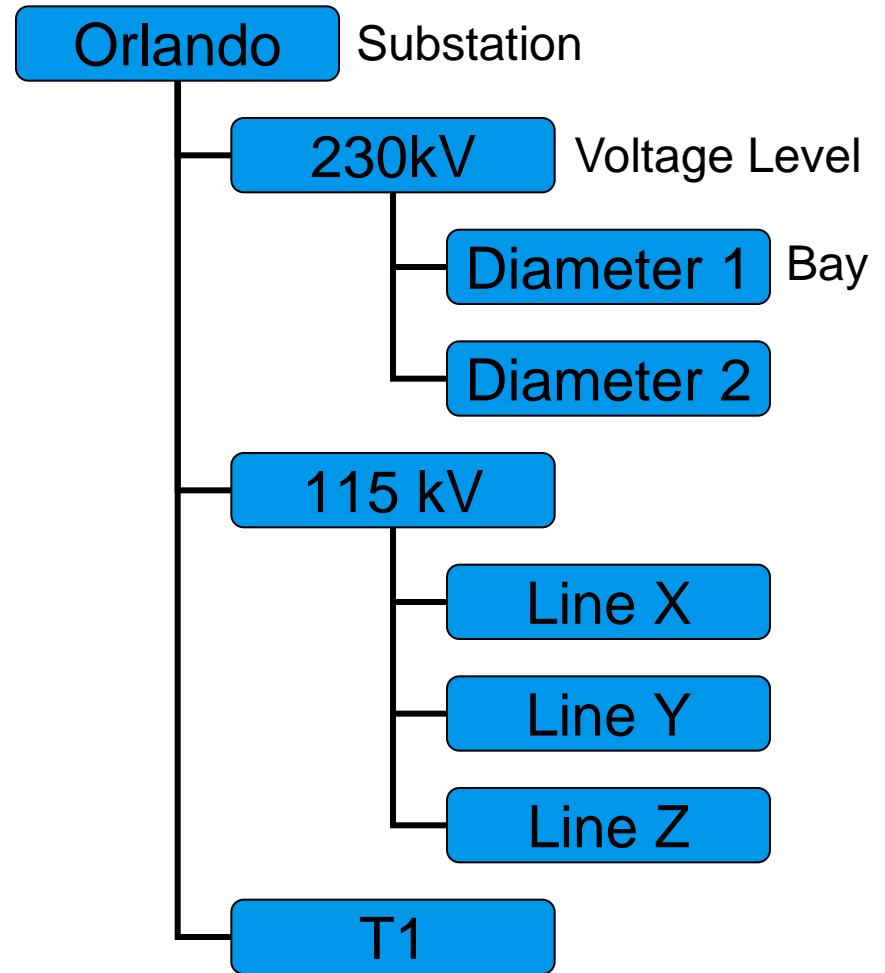 Orlando Substation
230kV Voltage Level
Diameter 1 Bay
Diameter 2
115 kV
Line X
Line Y
Line Z
T1